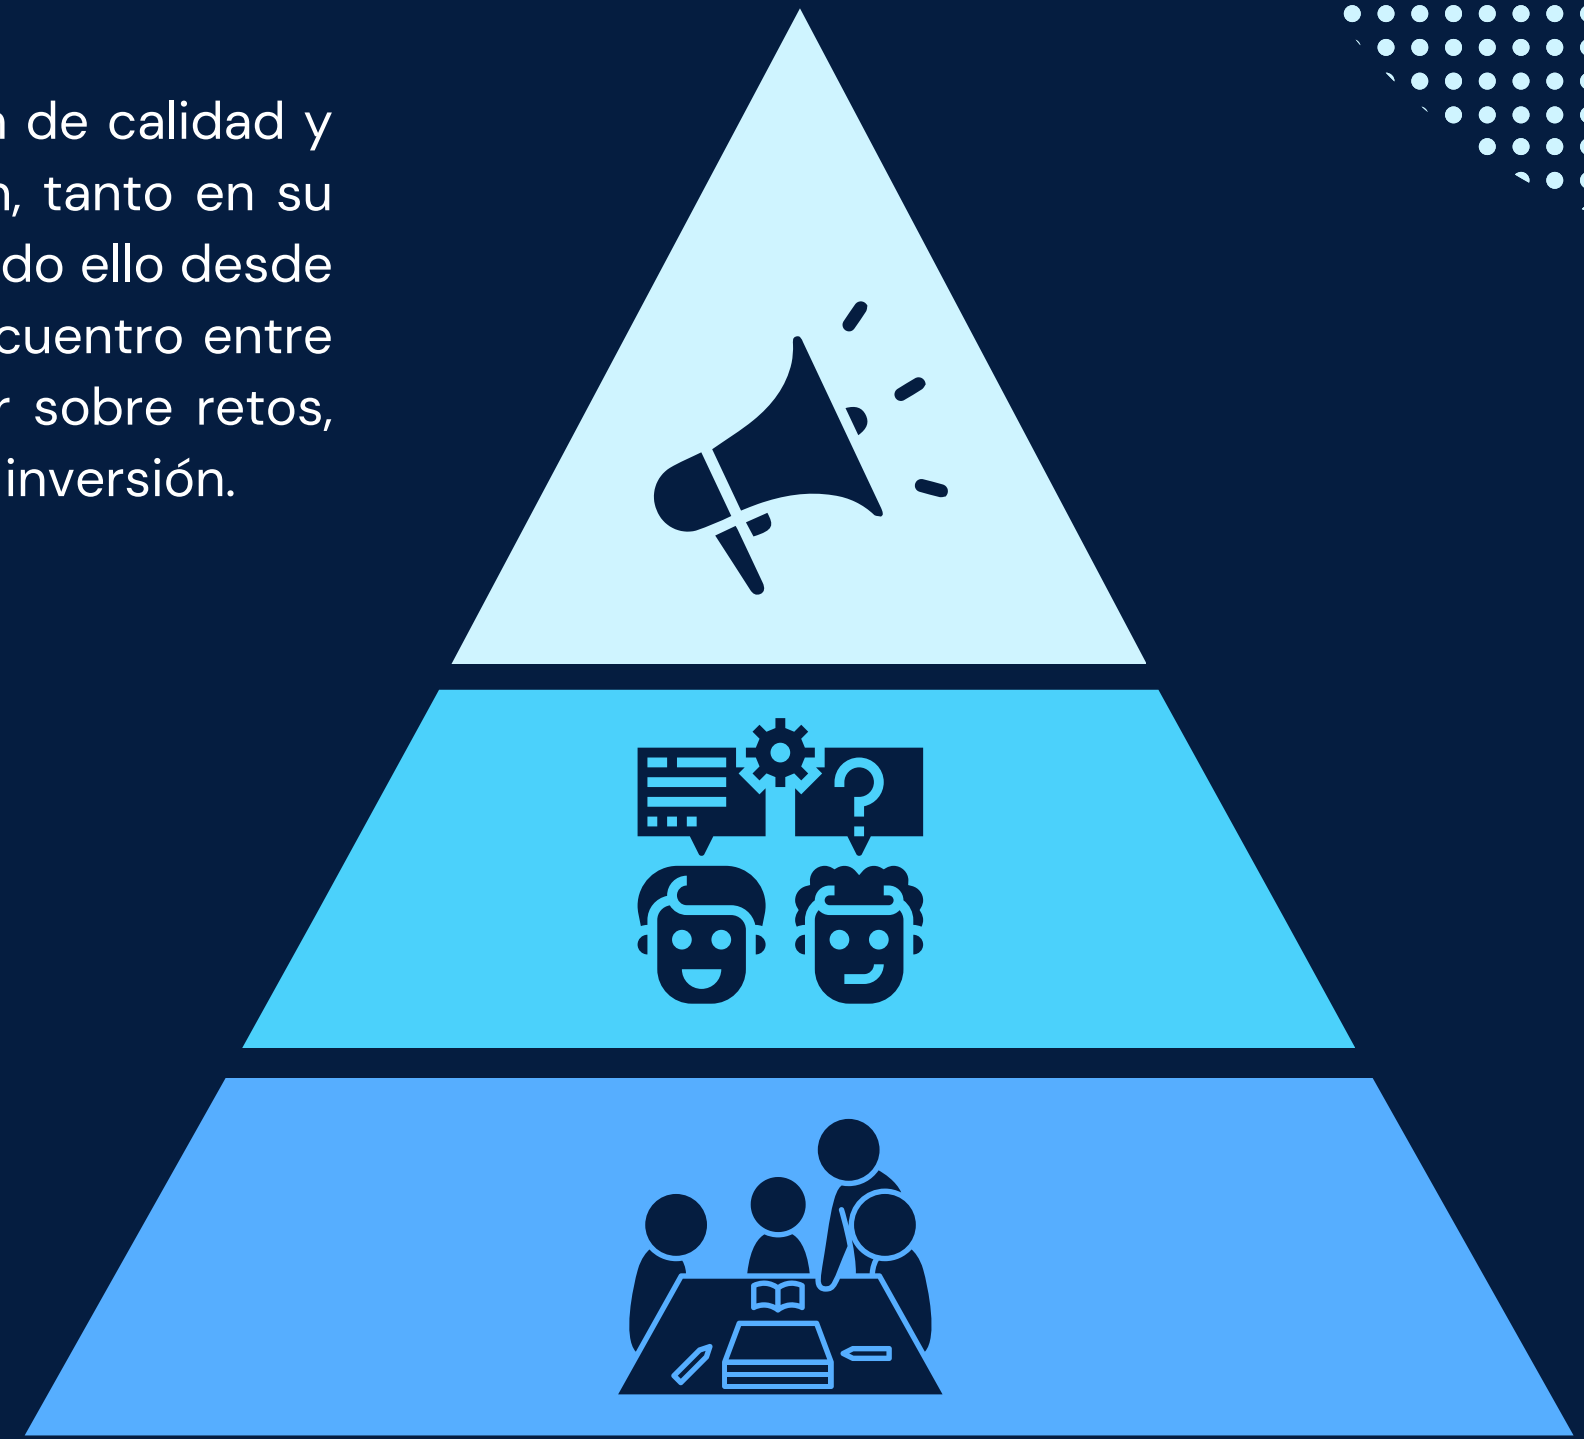 de calidad y
tanto en su
do ello desde
cuentro entre
sobre retos,
inversión.